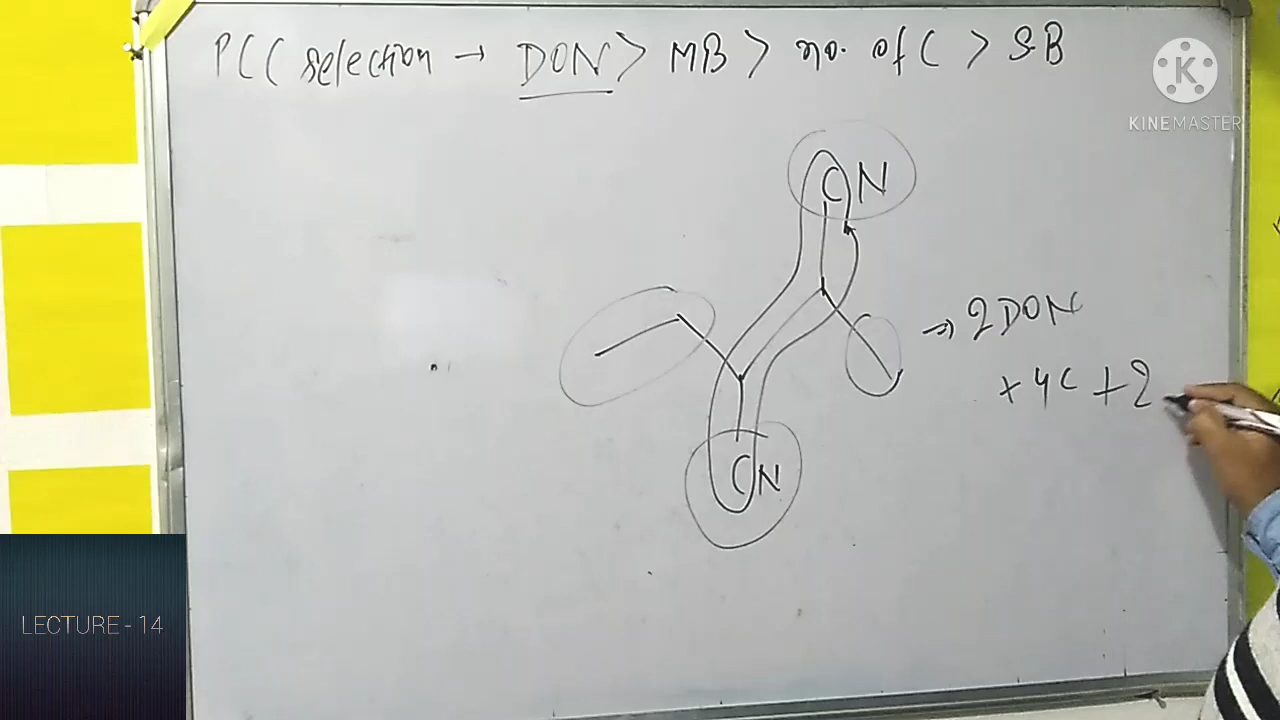 PCC selection → DON > MB > no. of C > SB
K
KINEMASTER
CN
⇒ 2DON
+ 4C + 2
CN
LECTURE - 14